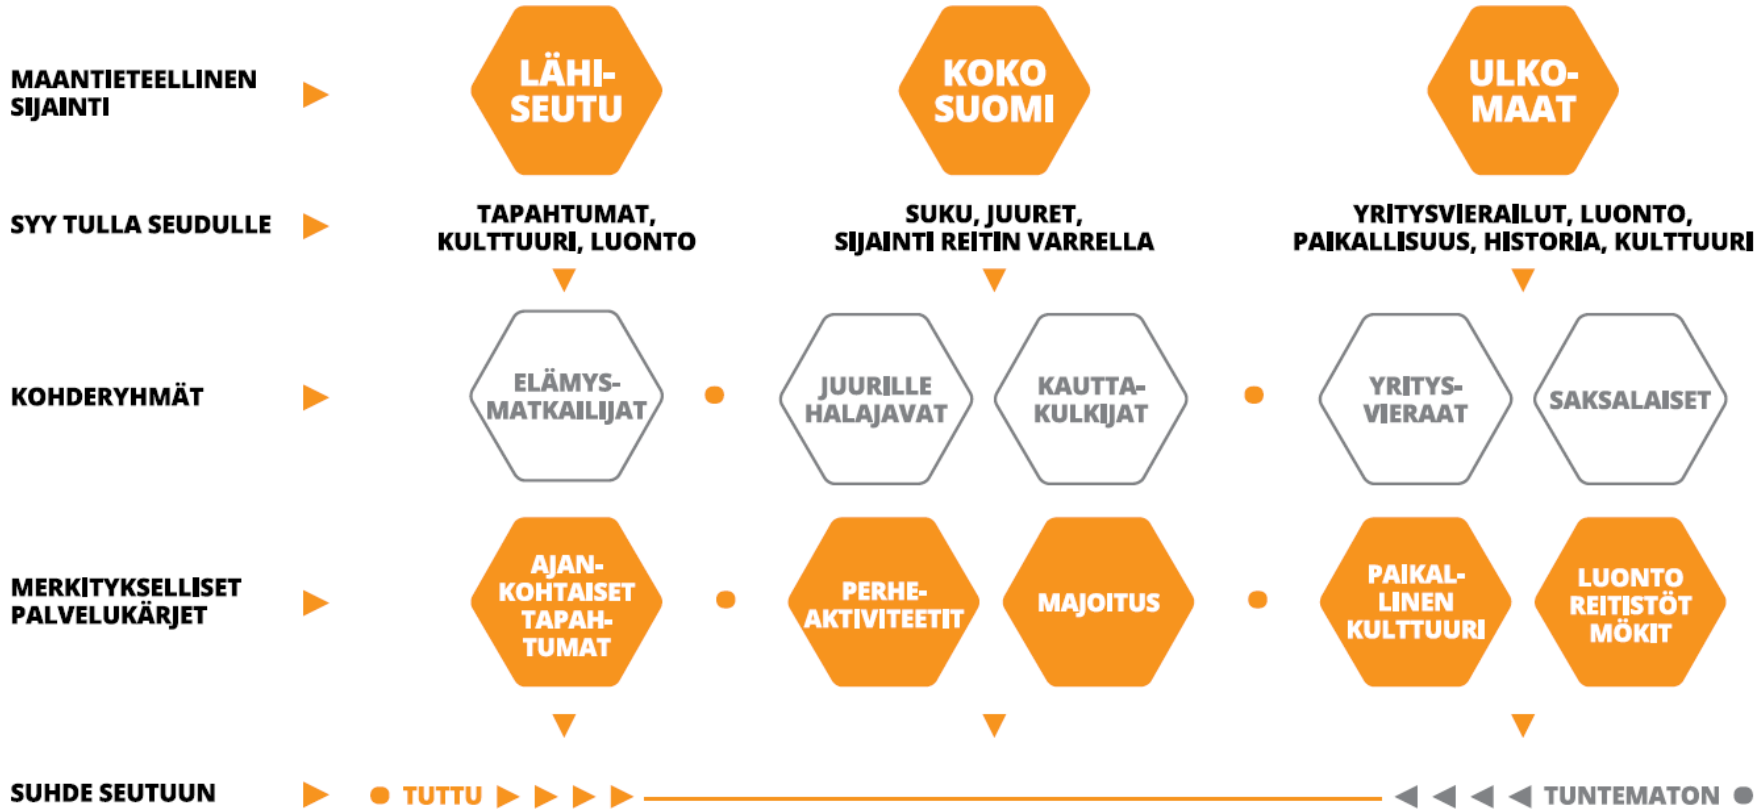 MAANTIETEELLINEN
SIJAINTI
LÄHI-
SEUTU
KOKO
SUOMI
ULKO-
MAAT
SYY TULLA SEUDULLE
TAPAHTUMAT,
KULTTUURI, LUONTO
SUKU, JUURET,
SIJAINTI REITIN VARRELLA
YRITYSVIERAILUT, LUONTO,
PAIKALLISUUS, HISTORIA, KULTTUURI
KOHDERYHMÄT
ELÄMYS-
MATKAILIJAT
JUURILLE
HALAJAVAT
KAUTTA-
KULKIJAT
YRITYS-
VIERAAT
SAKSALAISET
MERKITYKSELLISET
PALVELUKÄRJET
AJAN-
KOHTAISET
TAPAH-
TUMAT
PERHE-
AKTIVITEETIT
MAJOITUS
PAIKAL-
LINEN
KULTTUURI
LUONTO
REITISTÖT
MÖKIT
SUHDE SEUTUUN
TUTTU
TUNTEMATON